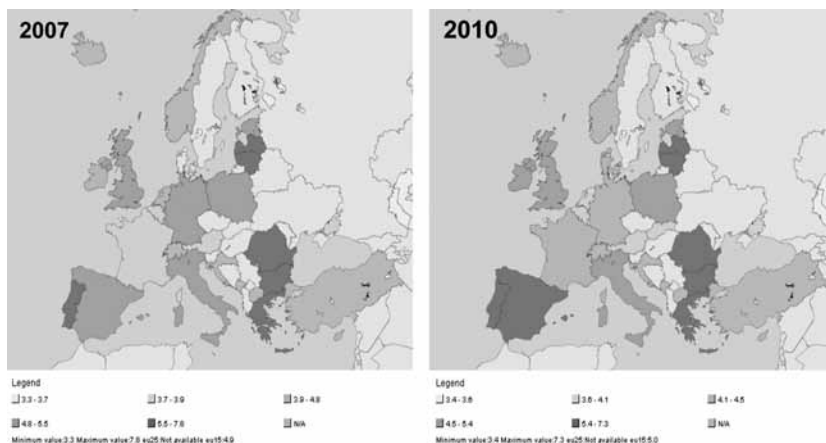 2007
2010
Legend
3.3 - 3.7
3.7 - 3.9
3.9 - 4.8
4.8 - 5.5
5.5 - 7.8
N/A
Minimum value:3.3 Maximum value:7.8 eu25:Not available eu15:4.9
Legend
3.4 - 3.6
3.6 - 4.1
4.1 - 4.5
4.5 - 5.4
5.4 - 7.3
N/A
Minimum value:3.4 Maximum value:7.3 eu25:Not available eu15:5.0